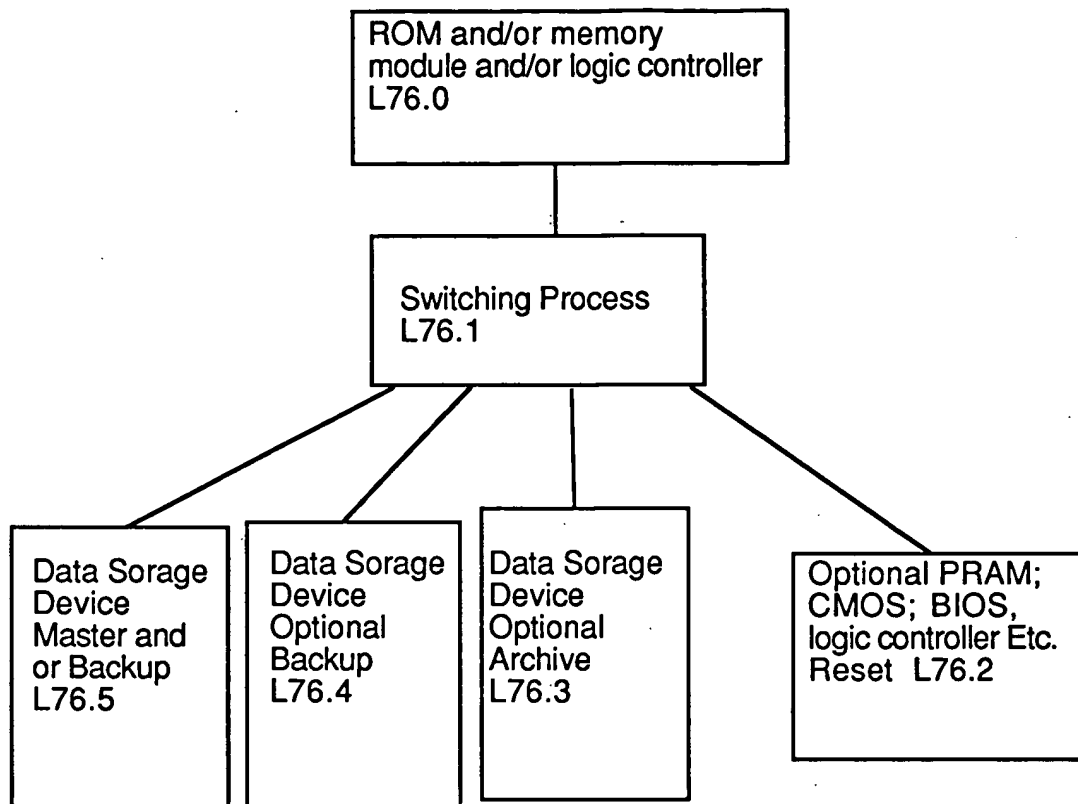 ROM and/or memory
module and/or logic controller
L76.0
Switching Process
L76.1
Data Sorage
Device
Master and
or Backup
L76.5
Data Sorage
Device
Optional
Backup
L76.4
Data Sorage
Device
Optional
Archive
L76.3
Optional PRAM;
CMOS; BIOS,
logic controller Etc.
Reset L76.2